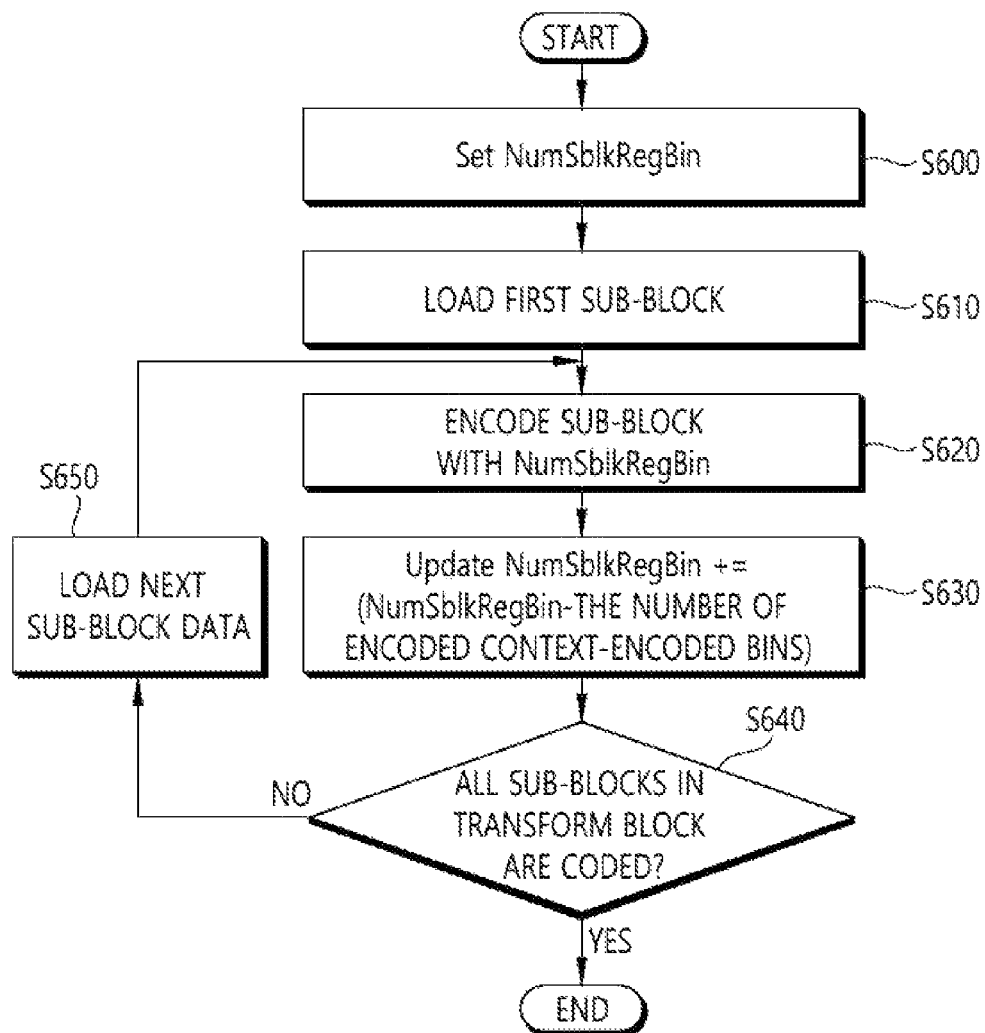 START
Set NumSblkRegBin
S600
LOAD FIRST SUB-BLOCK
S610
ENCODE SUB-BLOCK
WITH NumSblkRegBin
S620
S650
LOAD NEXT
SUB-BLOCK DATA
Update NumSblkRegBin +=
(NumSblkRegBin-THE NUMBER OF
ENCODED CONTEXT-ENCODED BINS)
S630
S640
ALL SUB-BLOCKS IN
TRANSFORM BLOCK
ARE CODED?
NO
YES
END